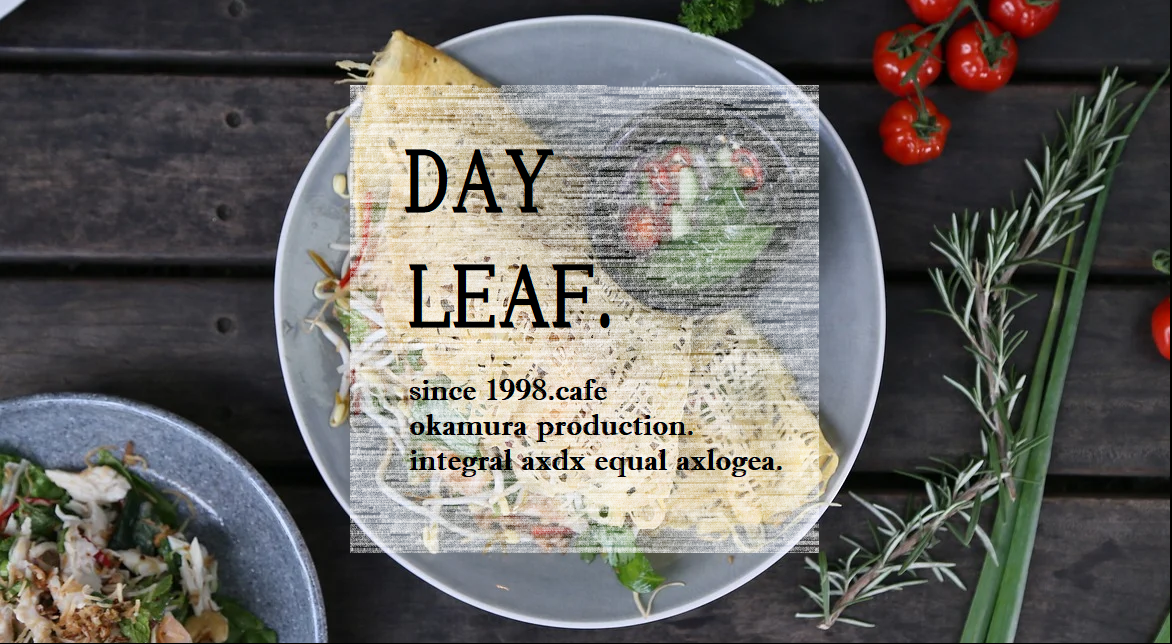 DAY
LEAF.
since 1998.cafe
okamura production.
integral axdx equal axlogea.